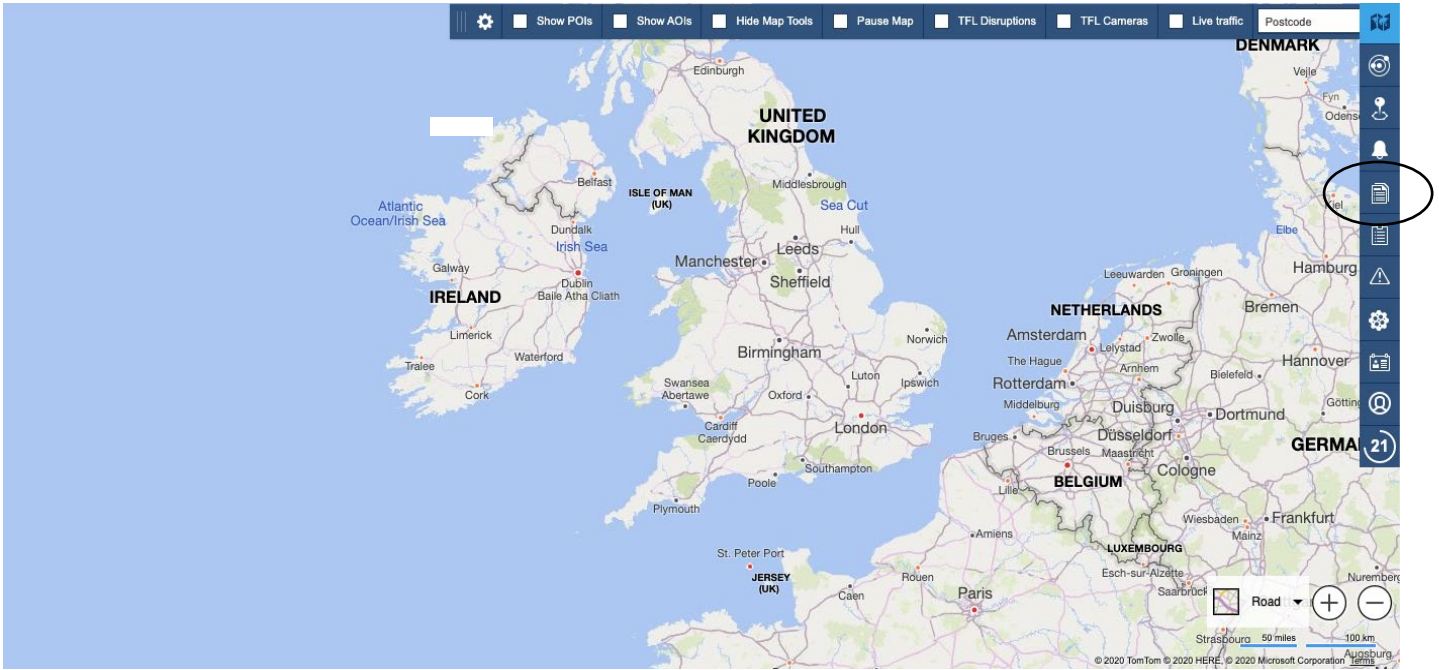 Show POIs
Show AOIs
Hide Map Tools
Pause Map
TFL Disruptions
TFL Cameras
Live traffic
Postcode
DENMARK
Edinburgh
Vejle
Fyn
Odens
UNITED
KINGDOM
Belfast
ISLE OF MAN
(UK)
Middlesbrough
Kiel
Atlantic
Ocean/Irish Sea
Sea Cut
Dundalk
Hull
Elbe
Irish Sea
Leeds
Manchester
Galway
Leeuwarden
Groningen
Hamburg
Dublin
Baile Atha Cliath
Sheffield
IRELAND
NETHERLANDS
Bremen
Limerick
Amsterdam
Norwich
Zwolle
Lelystad
Birmingham
Waterford
The Hague
Hannover
Tralee
Arnhem
Luton
Bielefeld
Swansea
Abertawe
Ipswich
Rotterdam
Cork
Oxford
Middelburg
Duisburg
Götting
Dortmund
Cardiff
Caerdydd
London
Bruges
Düsseldorf
GERMA
21
Brussels
Maastricht
Southampton
Cologne
Poole
BELGIUM
Lille
Plymouth
Wiesbaden
Frankfurt
Amiens
Mainz
St. Peter Port
LUXEMBOURG
JERSEY
(UK)
Rouen
Esch-sur-Alzette
Nuremberg
Caen
Paris
Saarbrück
Road
Strasbourg
50 miles
100 km
Augsburg
© 2020 TomTom © 2020 HERE, © 2020 Microsoft Corporation Terms